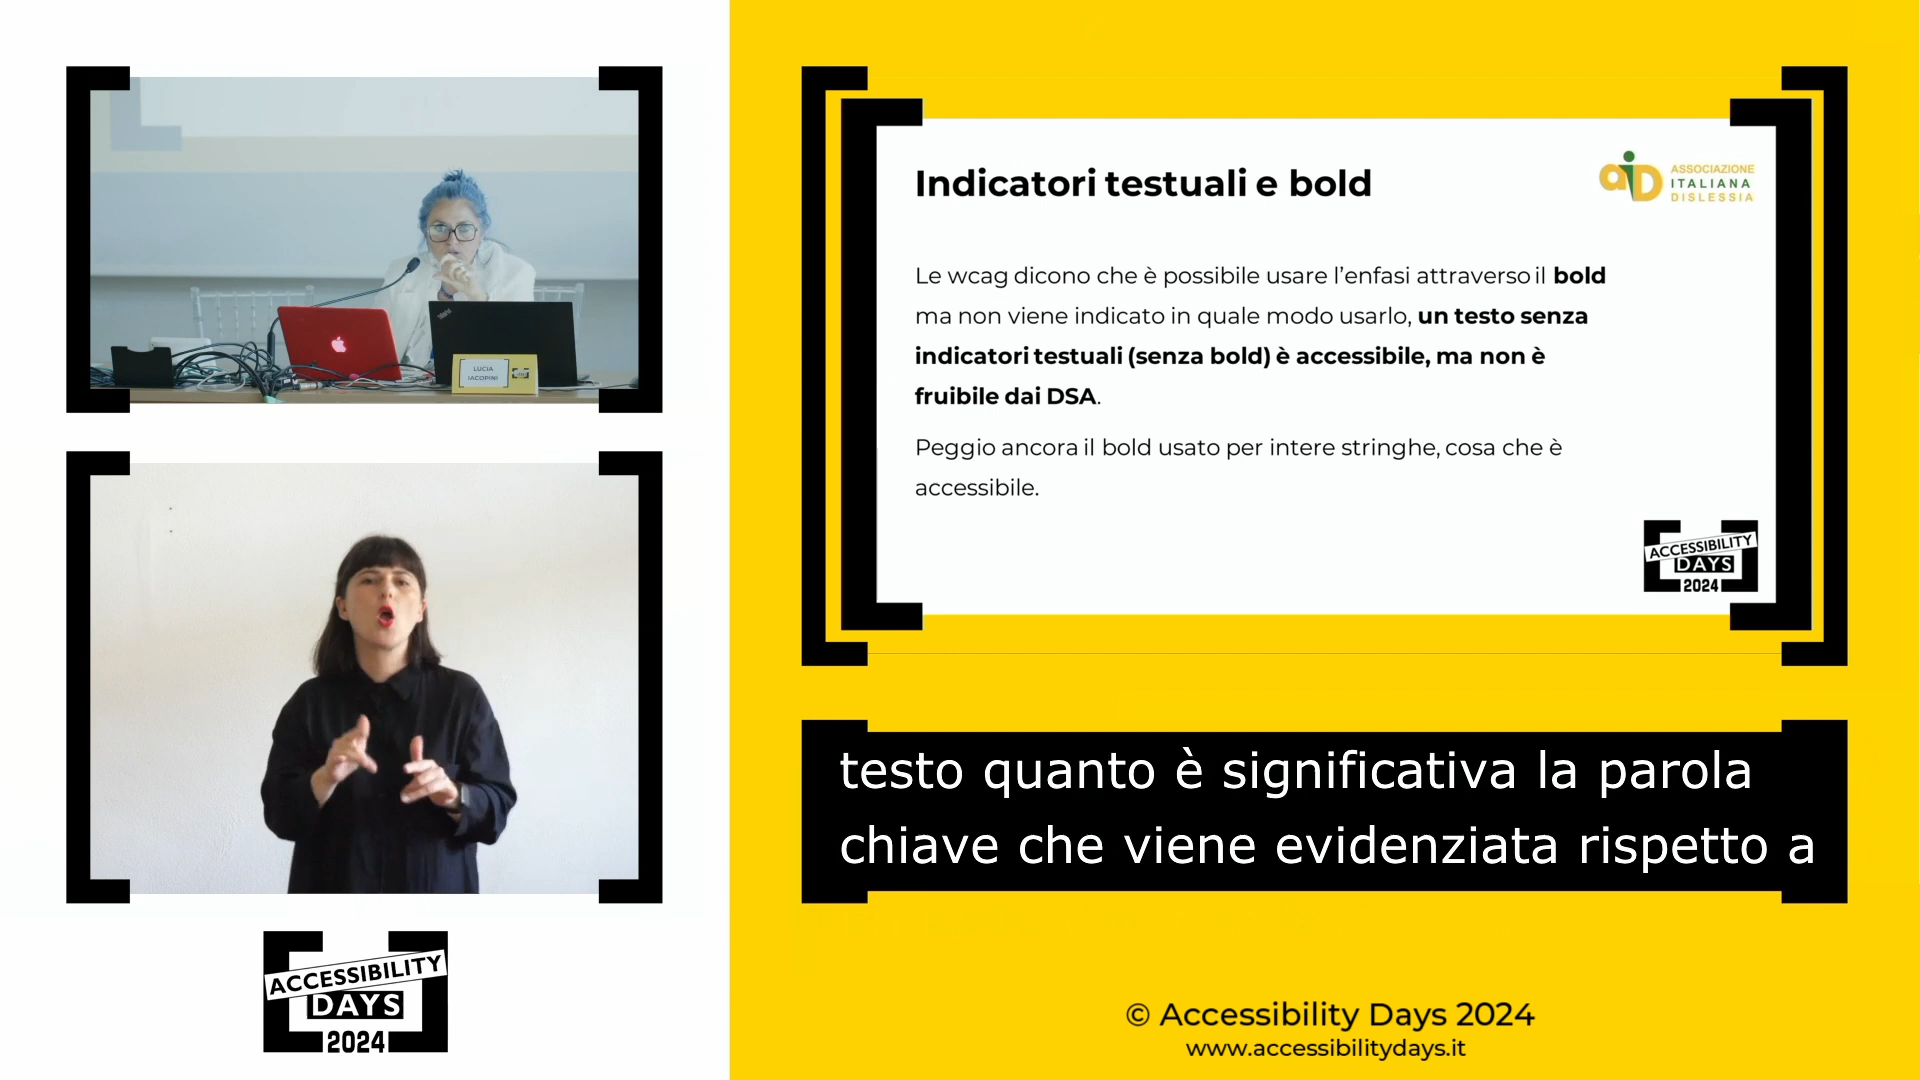 LUCIA
IACOPINI
ACCESSIBILITY
DAYS
2024
Indicatori testuali e bold
aiD ASSOCIAZIONE
ITALIANA
DISLESSIA
Le wcag dicono che è possibile usare l’enfasi attraverso il bold
ma non viene indicato in quale modo usarlo, un testo senza
indicatori testuali (senza bold) è accessibile, ma non è
fruibile dai DSA.
Peggio ancora il bold usato per intere stringhe, cosa che è
accessibile.
ACCESSIBILITY
DAYS
2024
testo quanto è significativa la parola
chiave che viene evidenziata rispetto a
© Accessibility Days 2024
www.accessibilitydays.it